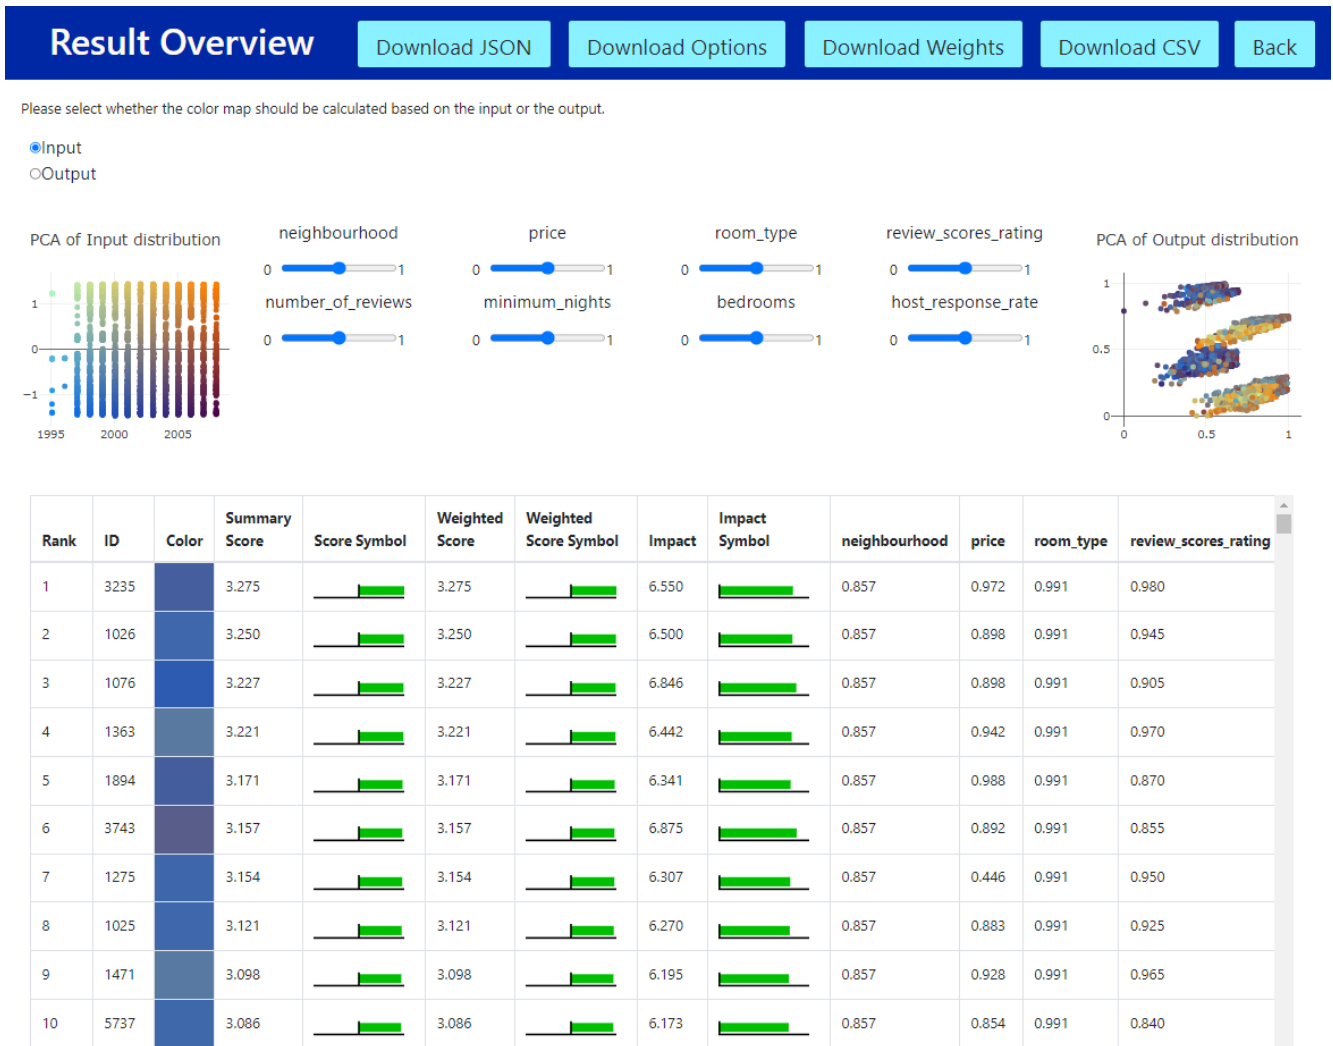 Result Overview Download JSON Download Options Download Weights Download CSV Back
Please select whether the color map should be calculated based on the input or the output.
Input
Output
PCA of Input distribution
1
0
−1
1995 2000 2005
neighbourhood price room_type review_scores_rating
0 1 0 1 0 1 0 1
number_of_reviews minimum_nights bedrooms host_response_rate
0 1 0 1 0 1 0 1
PCA of Output distribution
1
0.5
0
0 0.5 1
Rank ID Color Summary Score Score Symbol Weighted Score Weighted Score Symbol Impact Impact Symbol neighbourhood price room_type review_scores_rating
1 3235 3.275 3.275 6.550 0.857 0.972 0.991 0.980
2 1026 3.250 3.250 6.500 0.857 0.898 0.991 0.945
3 1076 3.227 3.227 6.846 0.857 0.898 0.991 0.905
4 1363 3.221 3.221 6.442 0.857 0.942 0.991 0.970
5 1894 3.171 3.171 6.341 0.857 0.988 0.991 0.870
6 3743 3.157 3.157 6.875 0.857 0.892 0.991 0.855
7 1275 3.154 3.154 6.307 0.857 0.446 0.991 0.950
8 1025 3.121 3.121 6.270 0.857 0.883 0.991 0.925
9 1471 3.098 3.098 6.195 0.857 0.928 0.991 0.965
10 5737 3.086 3.086 6.173 0.857 0.854 0.991 0.840